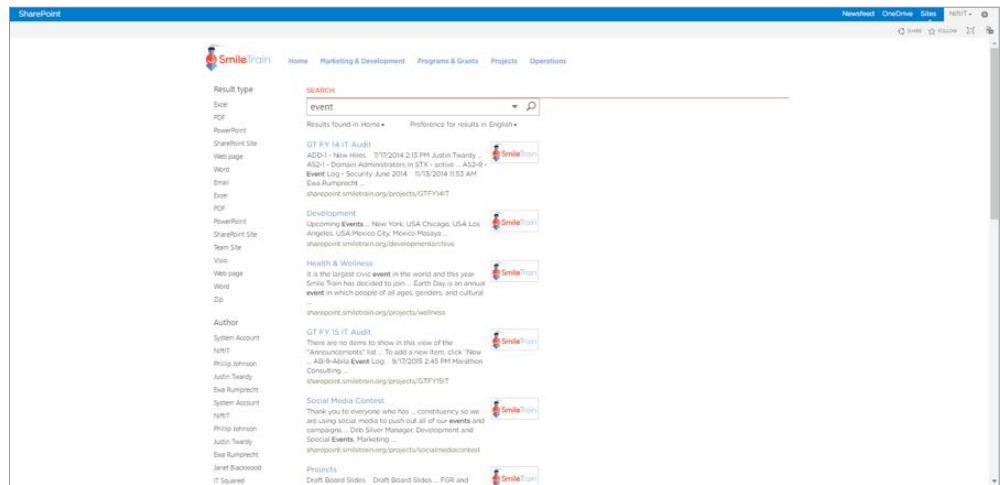 SharePoint
Newsfeed OneDrive Sites NiftIT
SHARE FOLLOW
SmileTrain
Home Marketing & Development Programs & Grants Projects Operations
Result type
Excel
PDF
PowerPoint
SharePoint Site
Web page
Word
Email
Excel
PDF
PowerPoint
SharePoint Site
Team Site
Visio
Web page
Word
Zip
Author
System Account
NiftIT
Philip Johnson
Justin Twardy
Ewa Rumprecht
System Account
NiftIT
Philip Johnson
Justin Twardy
Ewa Rumprecht
Janet Blackwood
IT Squared
SEARCH
event
Results found in Home Preference for results in English
GT FY 14 IT Audit
ADD-1 - New Hires 7/17/2014 2:13 PM Justin Twardy ...
AS2-1 - Domain Administrators in STX - active ... AS2-9 -
Event Log - Security June 2014 11/13/2014 11:53 AM
Ewa Rumprecht ...
sharepoint.smiletrain.org/projects/GTFY14IT
SmileTrain
Development
Upcoming Events ... New York, USA Chicago, USA Los
Angeles, USA Mexico City, Mexico Masaya ...
sharepoint.smiletrain.org/developmentarchive
SmileTrain
Health & Wellness
It is the largest civic event in the world and this year
Smile Train has decided to join ... Earth Day is an annual
event in which people of all ages, genders, and cultural
...
sharepoint.smiletrain.org/projects/wellness
SmileTrain
GT FY 15 IT Audit
There are no items to show in this view of the
"Announcements" list ... To add a new item, click "New
... AB-9-Abila Event Log. 9/17/2015 2:45 PM Marathon
Consulting ...
sharepoint.smiletrain.org/projects/GTFY15IT
SmileTrain
Social Media Contest
Thank you to everyone who has ... constituency so we
are using social media to push out all of our events and
campaigns ... Deb Silver Manager, Development and
Special Events, Marketing ...
sharepoint.smiletrain.org/projects/socialmediacontest
SmileTrain
Projects
Draft Board Slides Draft Board Slides ... FGR and
SmileTrain